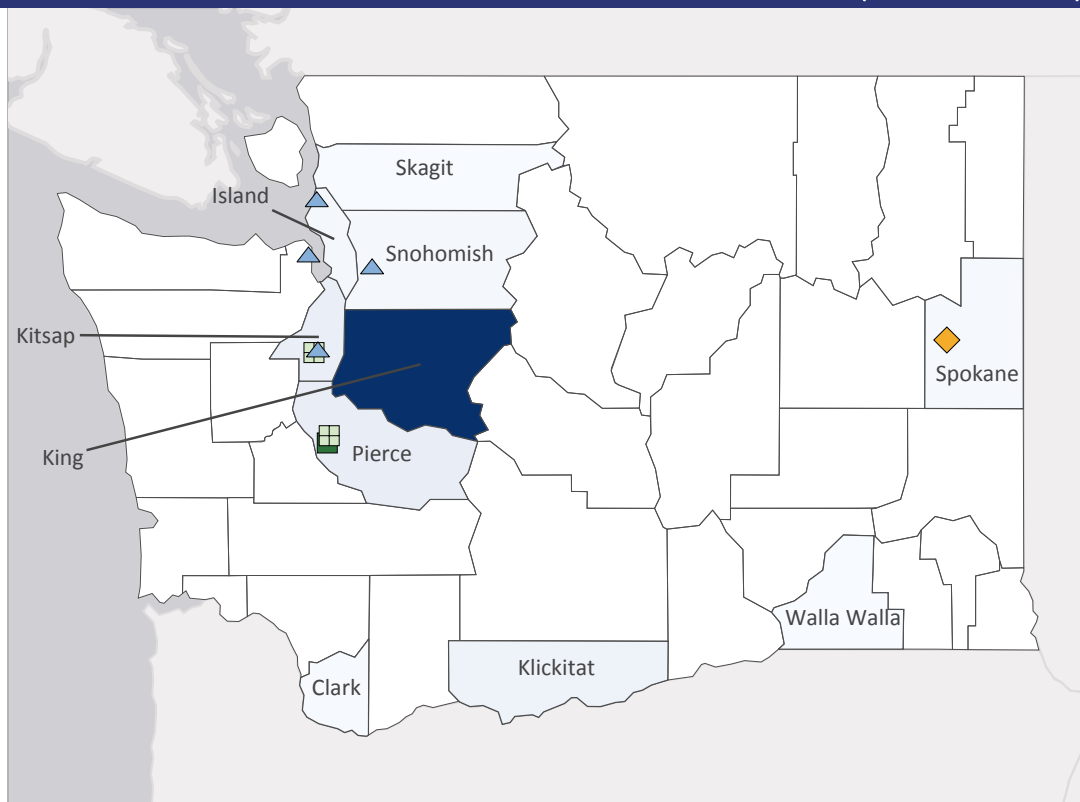 Skagit
Island
Snohomish
Kitsap
Spokane
King
Pierce
Walla Walla
Klickitat
Clark